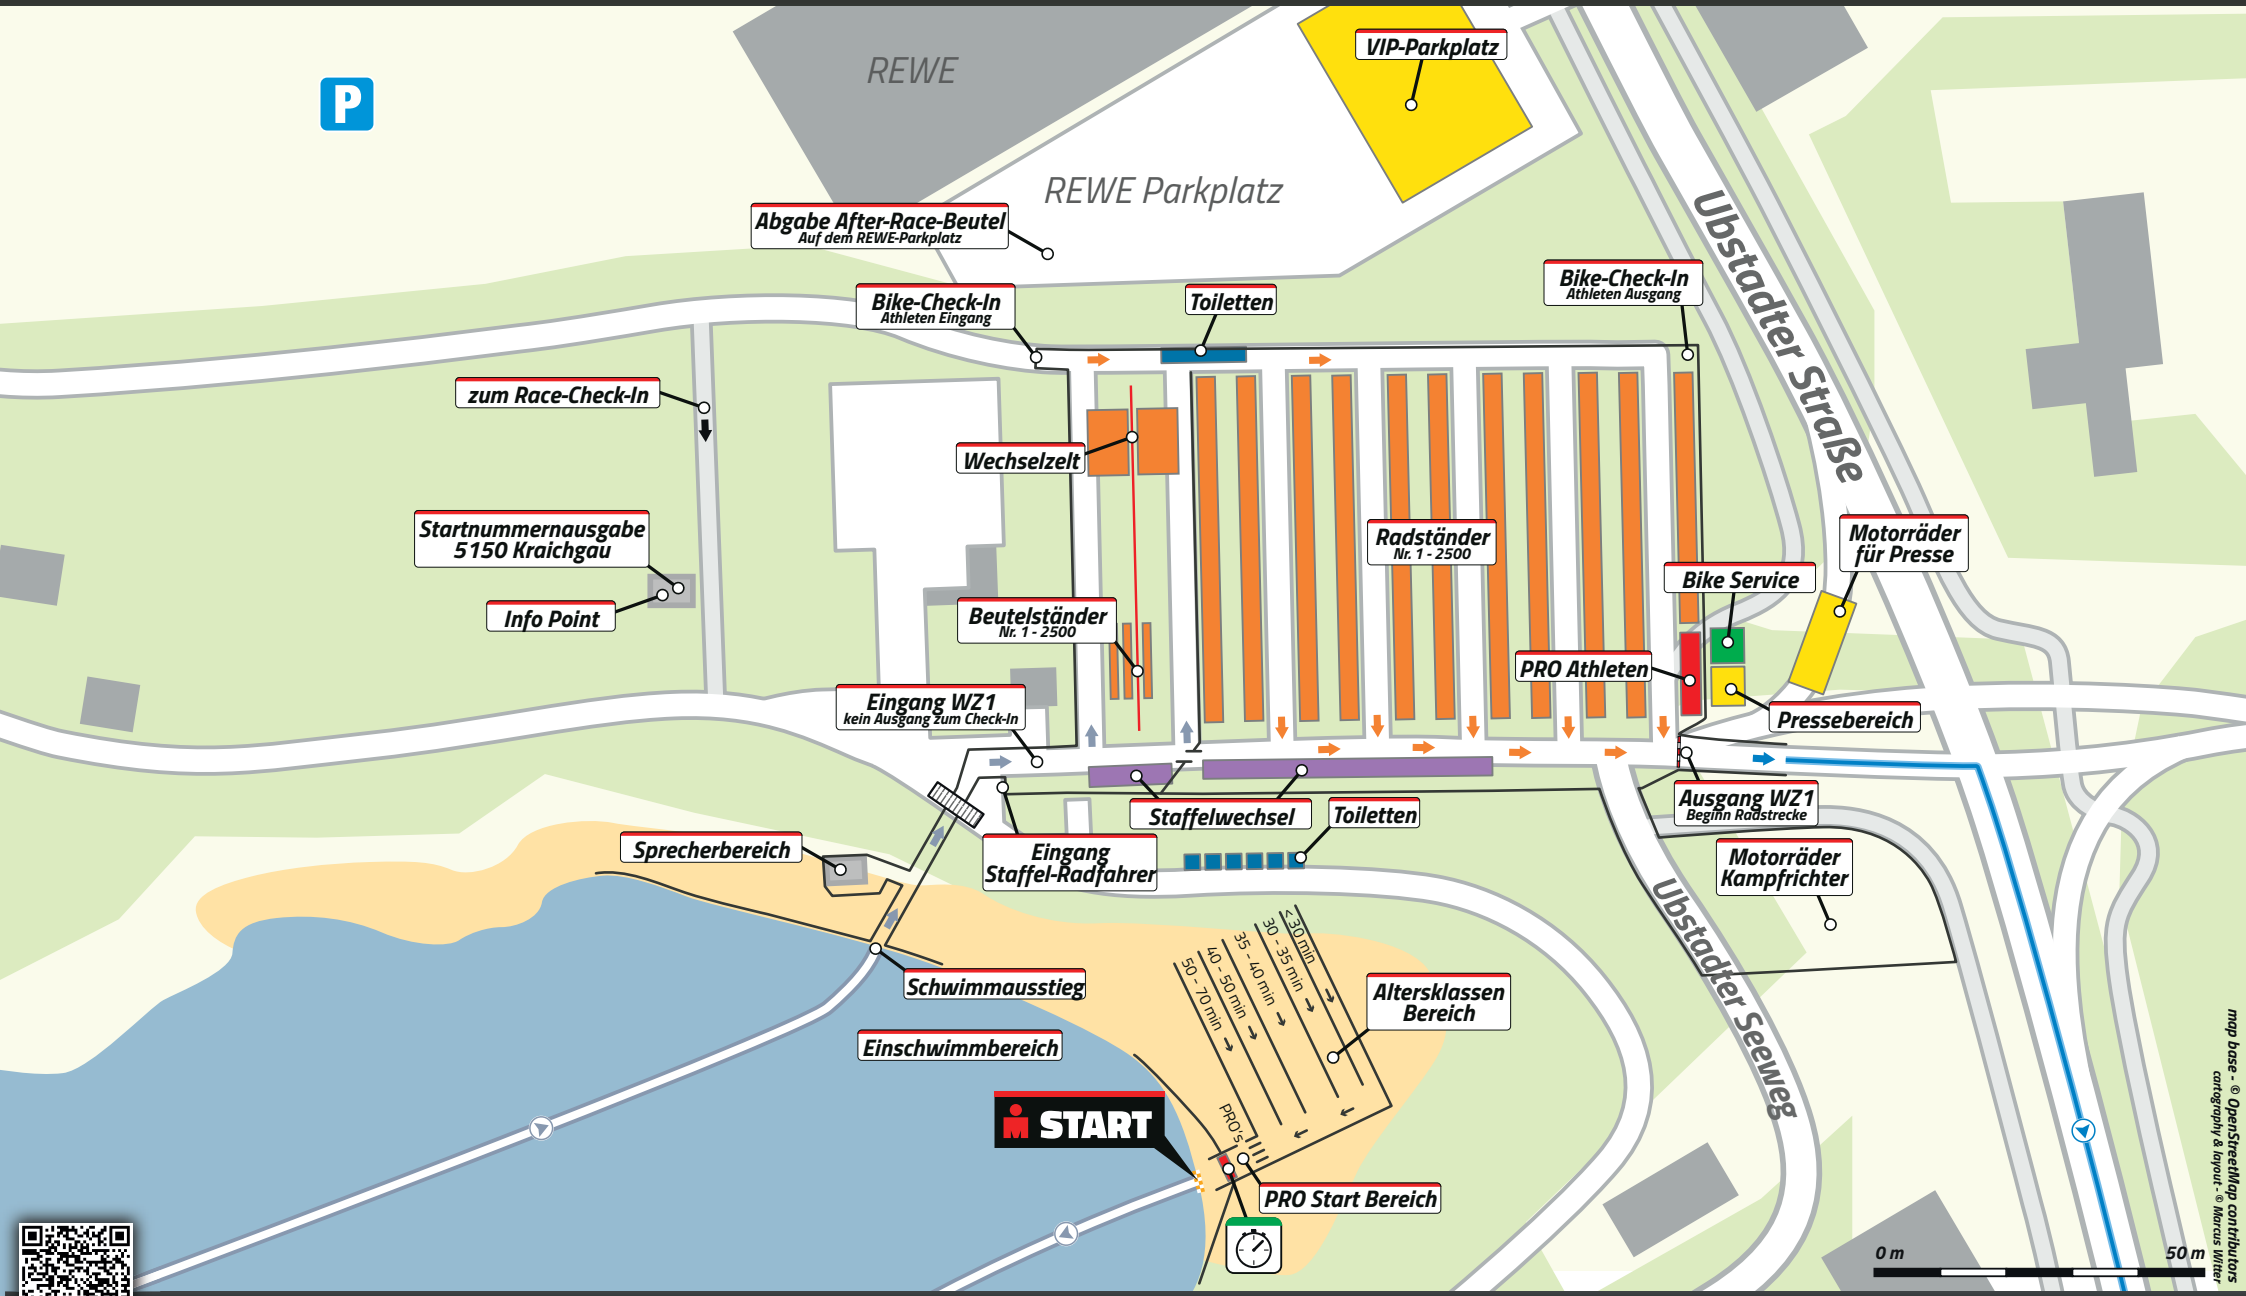 VIP-Parkplatz
REWE
P
REWE Parkplatz
Abgabe After-Race-Beutel
Auf dem REWE-Parkplatz
Bike-Check-In
Athleten Eingang
Toiletten
Bike-Check-In
Athleten Ausgang
Ubstadter Straße
zum Race-Check-In
Wechselzelt
Startnummernausgabe
5150 Kraichgau
Radständer
Nr. 1 - 2500
Motorräder
für Presse
Bike Service
Info Point
Beutelständer
Nr. 1 - 2500
PRO Athleten
Eingang WZ1
kein Ausgang zum Check-In
Pressebereich
Staffelwechsel
Toiletten
Ausgang WZ1
Beginn Radstrecke
Sprecherbereich
Eingang
Staffel-Radfahrer
Motorräder
Kampfrichter
Ubstadter Seeweg
Schwimmausstieg
50 - 70 min
40 - 50 min
35 - 40 min
30 - 35 min
< 30 min
Altersklassen
Bereich
Einschwimmbereich
START
PRO's
PRO Start Bereich
0 m
50 m
map base - © OpenStreetMap contributors
cartography & layout - © Marcus Witter